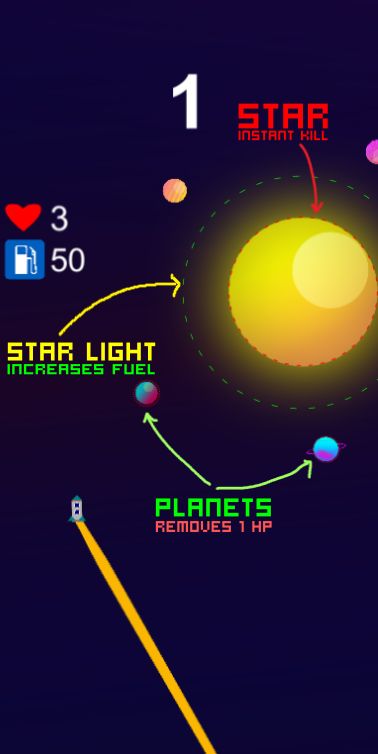 1
STAR
INSTANT KILL
3
50
STAR LIGHT
INCREASES FUEL
PLANETS
REMOVES 1 HP